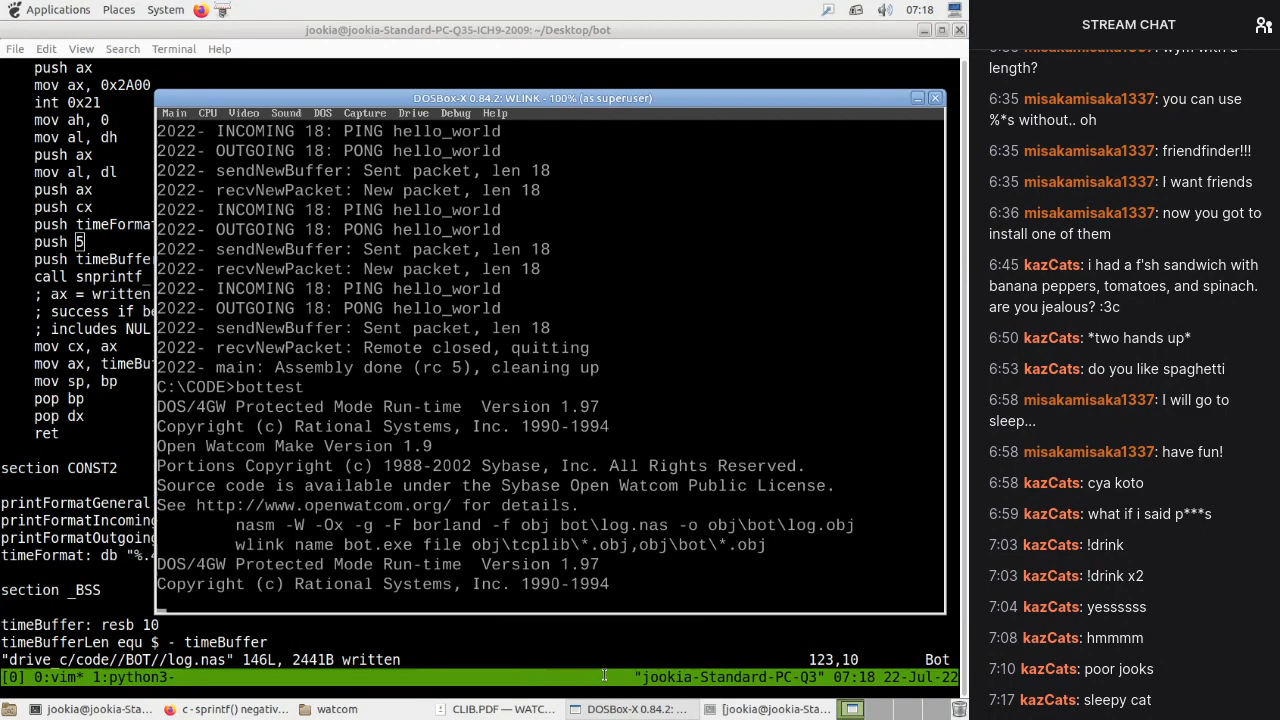 Applications Places System 07:18
jookia@jookia-Standard-PC-Q35-ICH9-2009: ~/Desktop/bot
File Edit View Search Terminal Help
push ax
mov ax, 0x2A00
int 0x21
mov ah, 0
mov al, dh
push ax
mov al, dl
push ax
push cx
push timeFormat
push 5
push timeBuffe
call snprintf_
; ax = written
; success if be
; includes NUL
mov cx, ax
mov ax, timeBu
mov sp, bp
pop bp
pop dx
ret
section CONST2
printFormatGeneral
printFormatIncoming
printFormatOutgoing
timeFormat: db "%.4
section _BSS
timeBuffer: resb 10
timeBufferLen equ $ - timeBuffer
"drive_c/code//BOT//log.nas" 146L, 2441B written 123,10 Bot
[0] 0:vim* 1:python3- "jookia-Standard-PC-Q3" 07:18 22-Jul-22
DOSBox-X 0.84.2: WLINK - 100% (as superuser)
Main CPU Video Sound DOS Capture Drive Debug Help
2022- INCOMING 18: PING hello_world
2022- OUTGOING 18: PONG hello_world
2022- sendNewBuffer: Sent packet, len 18
2022- recvNewPacket: New packet, len 18
2022- INCOMING 18: PING hello_world
2022- OUTGOING 18: PONG hello_world
2022- sendNewBuffer: Sent packet, len 18
2022- recvNewPacket: New packet, len 18
2022- INCOMING 18: PING hello_world
2022- OUTGOING 18: PONG hello_world
2022- sendNewBuffer: Sent packet, len 18
2022- recvNewPacket: Remote closed, quitting
2022- main: Assembly done (rc 5), cleaning up
C:\CODE>bottest
DOS/4GW Protected Mode Run-time Version 1.97
Copyright (c) Rational Systems, Inc. 1990-1994
Open Watcom Make Version 1.9
Portions Copyright (c) 1988-2002 Sybase, Inc. All Rights Reserved.
Source code is available under the Sybase Open Watcom Public License.
See http://www.openwatcom.org/ for details.
nasm -W -Ox -g -F borland -f obj bot\log.nas -o obj\bot\log.obj
wlink name bot.exe file obj\tcplib\*.obj,obj\bot\*.obj
DOS/4GW Protected Mode Run-time Version 1.97
Copyright (c) Rational Systems, Inc. 1990-1994
jookia@jookia-Sta... c - sprintf() negativ... watcom CLIB.PDF — WATC... DOSBox-X 0.84.2: ... [jookia@jookia-Sta...
STREAM CHAT
length?
6:35 misakamisaka1337: you can use
%*s without.. oh
6:35 misakamisaka1337: friendfinder!!!
6:35 misakamisaka1337: I want friends
6:36 misakamisaka1337: now you got to
install one of them
6:45 kazCats: i had a f'sh sandwich with
banana peppers, tomatoes, and spinach.
are you jealous? :3c
6:50 kazCats: *two hands up*
6:53 kazCats: do you like spaghetti
6:58 misakamisaka1337: I will go to
sleep...
6:58 misakamisaka1337: have fun!
6:58 kazCats: cya koto
6:59 kazCats: what if i said p***s
7:03 kazCats: !drink
7:03 kazCats: !drink x2
7:04 kazCats: yessssss
7:08 kazCats: hmmmm
7:10 kazCats: poor jooks
7:17 kazCats: sleepy cat